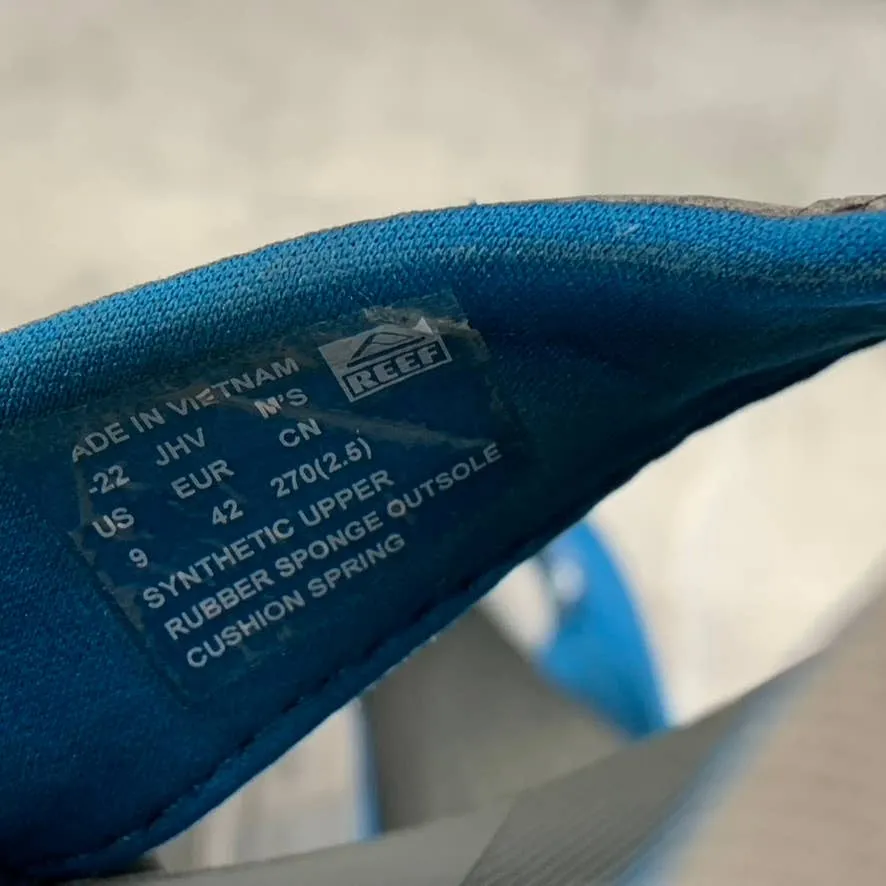 REEF
ADE IN VIETNAM
-22 JHV M'S
US EUR CN
9 42 270(2.5)
SYNTHETIC UPPER
RUBBER SPONGE OUTSOLE
CUSHION SPRING